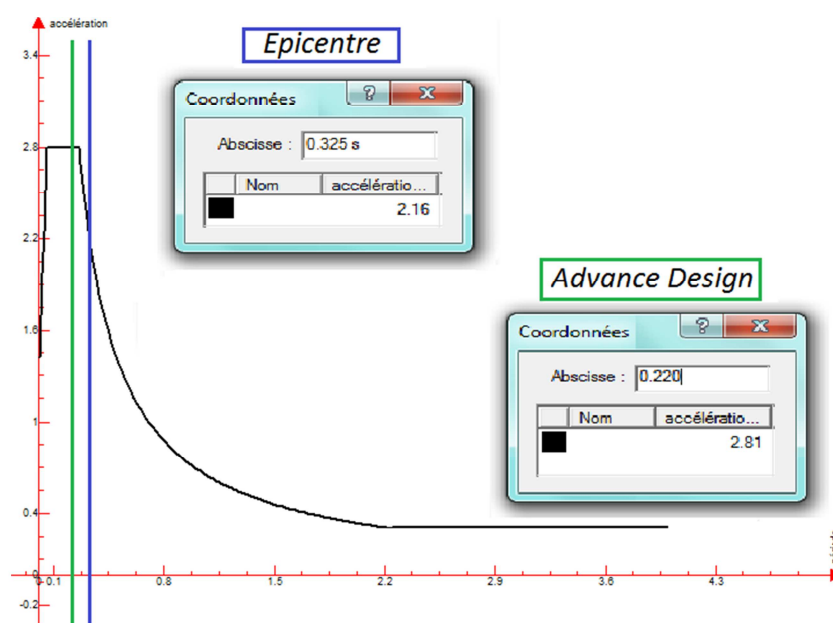 accélération
3.4
Epicentre
Coordonnées
Abscisse : 0.325 s
Nom accélératio...
2.16
2.8
2.2
Advance Design
Coordonnées
Abscisse : 0.220
Nom accélératio...
2.81
1.6
1
0.4
période
0 0.1 0.8 1.5 2.2 2.9 3.6 4.3
-0.2